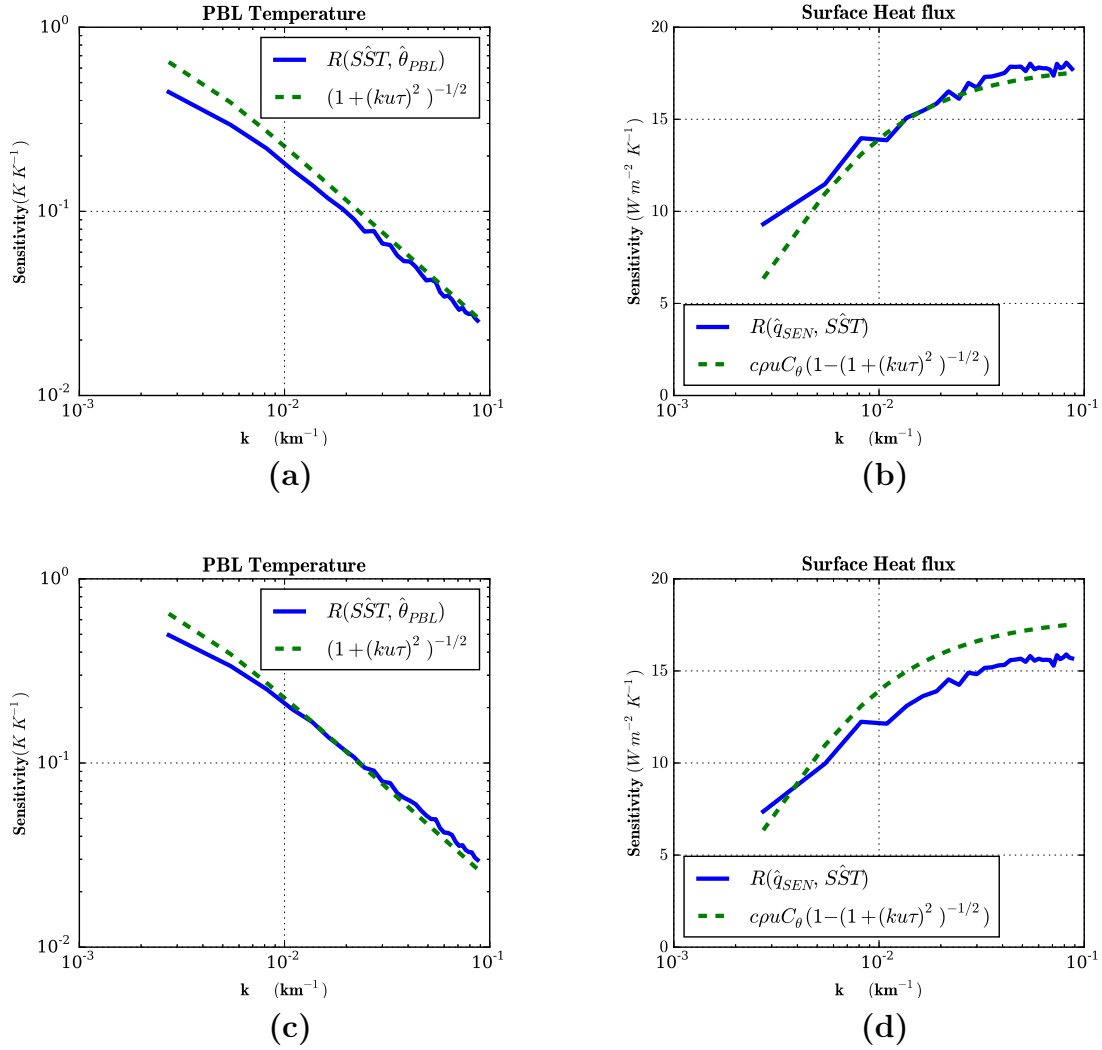 PBL Temperature
10⁰
10⁻¹
10⁻²
Sensitivity(K K⁻¹)
R(SŜT, θ̂_PBL)
(1+(kuτ)²)⁻¹/²
10⁻³ 10⁻² 10⁻¹
k (km⁻¹)
(a)
Surface Heat flux
20
15
10
5
0
Sensitivity (W m⁻² K⁻¹)
R(q̂_SEN, SŜT)
cρuC_θ(1−(1+(kuτ)²)⁻¹/²)
10⁻³ 10⁻² 10⁻¹
k (km⁻¹)
(b)
PBL Temperature
10⁰
10⁻¹
10⁻²
Sensitivity(K K⁻¹)
R(SŜT, θ̂_PBL)
(1+(kuτ)²)⁻¹/²
10⁻³ 10⁻² 10⁻¹
k (km⁻¹)
(c)
Surface Heat flux
20
15
10
5
0
Sensitivity (W m⁻² K⁻¹)
R(q̂_SEN, SŜT)
cρuC_θ(1−(1+(kuτ)²)⁻¹/²)
10⁻³ 10⁻² 10⁻¹
k (km⁻¹)
(d)